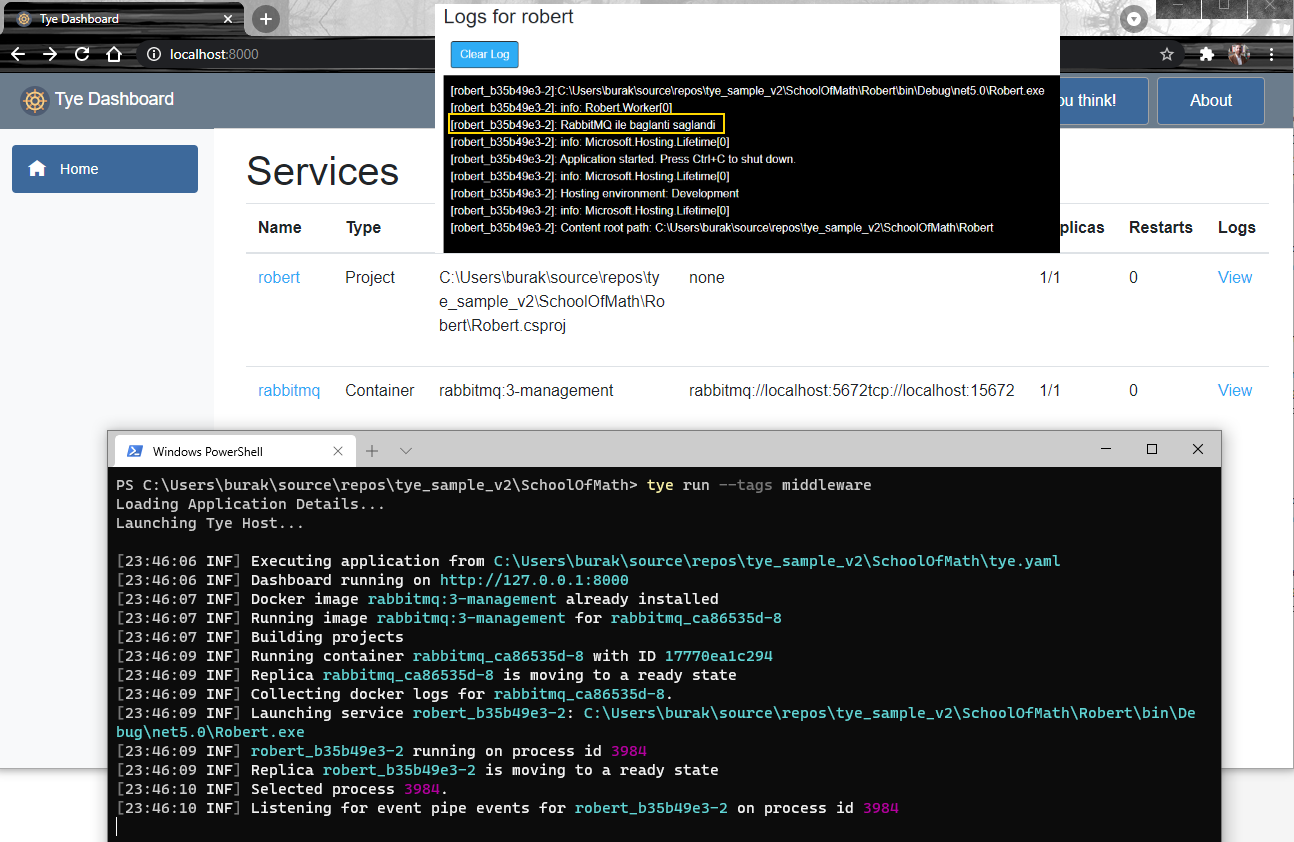 Tye Dashboard
localhost:8000
Tye Dashboard
ou think!
About
Home
Logs for robert
Clear Log
[robert_b35b49e3-2]:C:\Users\burak\source\repos\tye_sample_v2\SchoolOfMath\Robert\bin\Debug\net5.0\Robert.exe
[robert_b35b49e3-2]: info: Robert.Worker[0]
[robert_b35b49e3-2]: RabbitMQ ile baglanti saglandi
[robert_b35b49e3-2]: info: Microsoft.Hosting.Lifetime[0]
[robert_b35b49e3-2]: Application started. Press Ctrl+C to shut down.
[robert_b35b49e3-2]: info: Microsoft.Hosting.Lifetime[0]
[robert_b35b49e3-2]: Hosting environment: Development
[robert_b35b49e3-2]: info: Microsoft.Hosting.Lifetime[0]
[robert_b35b49e3-2]: Content root path: C:\Users\burak\source\repos\tye_sample_v2\SchoolOfMath\Robert
Services
Name Type plicas Restarts Logs
robert Project C:\Users\burak\source\repos\ty none 1/1 0 View
e_sample_v2\SchoolOfMath\Ro
bert\Robert.csproj
rabbitmq Container rabbitmq:3-management rabbitmq://localhost:5672tcp://localhost:15672 1/1 0 View
Windows PowerShell
PS C:\Users\burak\source\repos\tye_sample_v2\SchoolOfMath> tye run --tags middleware
Loading Application Details...
Launching Tye Host...
[23:46:06 INF] Executing application from C:\Users\burak\source\repos\tye_sample_v2\SchoolOfMath\tye.yaml
[23:46:06 INF] Dashboard running on http://127.0.0.1:8000
[23:46:07 INF] Docker image rabbitmq:3-management already installed
[23:46:07 INF] Running image rabbitmq:3-management for rabbitmq_ca86535d-8
[23:46:07 INF] Building projects
[23:46:09 INF] Running container rabbitmq_ca86535d-8 with ID 17770ea1c294
[23:46:09 INF] Replica rabbitmq_ca86535d-8 is moving to a ready state
[23:46:09 INF] Collecting docker logs for rabbitmq_ca86535d-8.
[23:46:09 INF] Launching service robert_b35b49e3-2: C:\Users\burak\source\repos\tye_sample_v2\SchoolOfMath\Robert\bin\De
bug\net5.0\Robert.exe
[23:46:09 INF] robert_b35b49e3-2 running on process id 3984
[23:46:09 INF] Replica robert_b35b49e3-2 is moving to a ready state
[23:46:10 INF] Selected process 3984.
[23:46:10 INF] Listening for event pipe events for robert_b35b49e3-2 on process id 3984